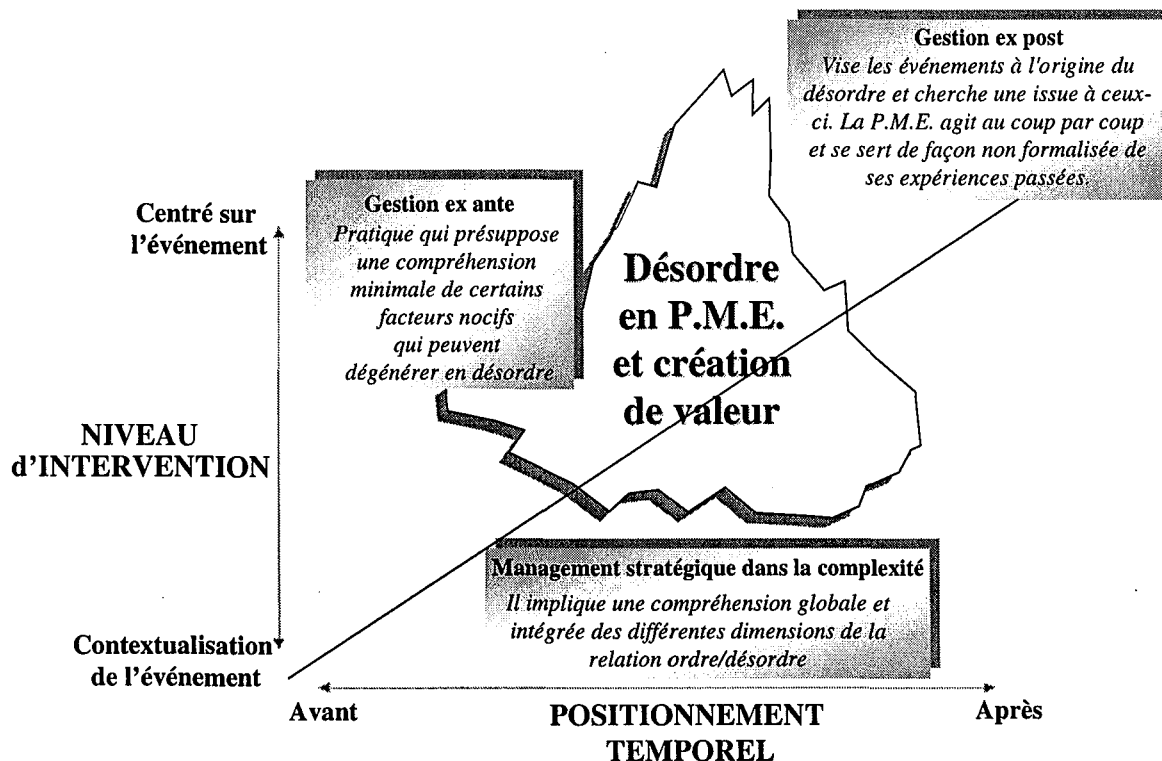 Gestion ex post
Vise les événements à l'origine du
désordre et cherche une issue à ceux-
ci. La P.M.E. agit au coup par coup
et se sert de façon non formalisée de
ses expériences passées.
Gestion ex ante
Pratique qui présuppose
une compréhension
minimale de certains
facteurs nocifs
qui peuvent
dégénérer en désordre
Centré sur
l'événement
Désordre
en P.M.E.
et création
de valeur
NIVEAU
d'INTERVENTION
Management stratégique dans la complexité
Il implique une compréhension globale et
intégrée des différentes dimensions de la
relation ordre/désordre
Contextualisation
de l'événement
Avant
POSITIONNEMENT
TEMPOREL
Après